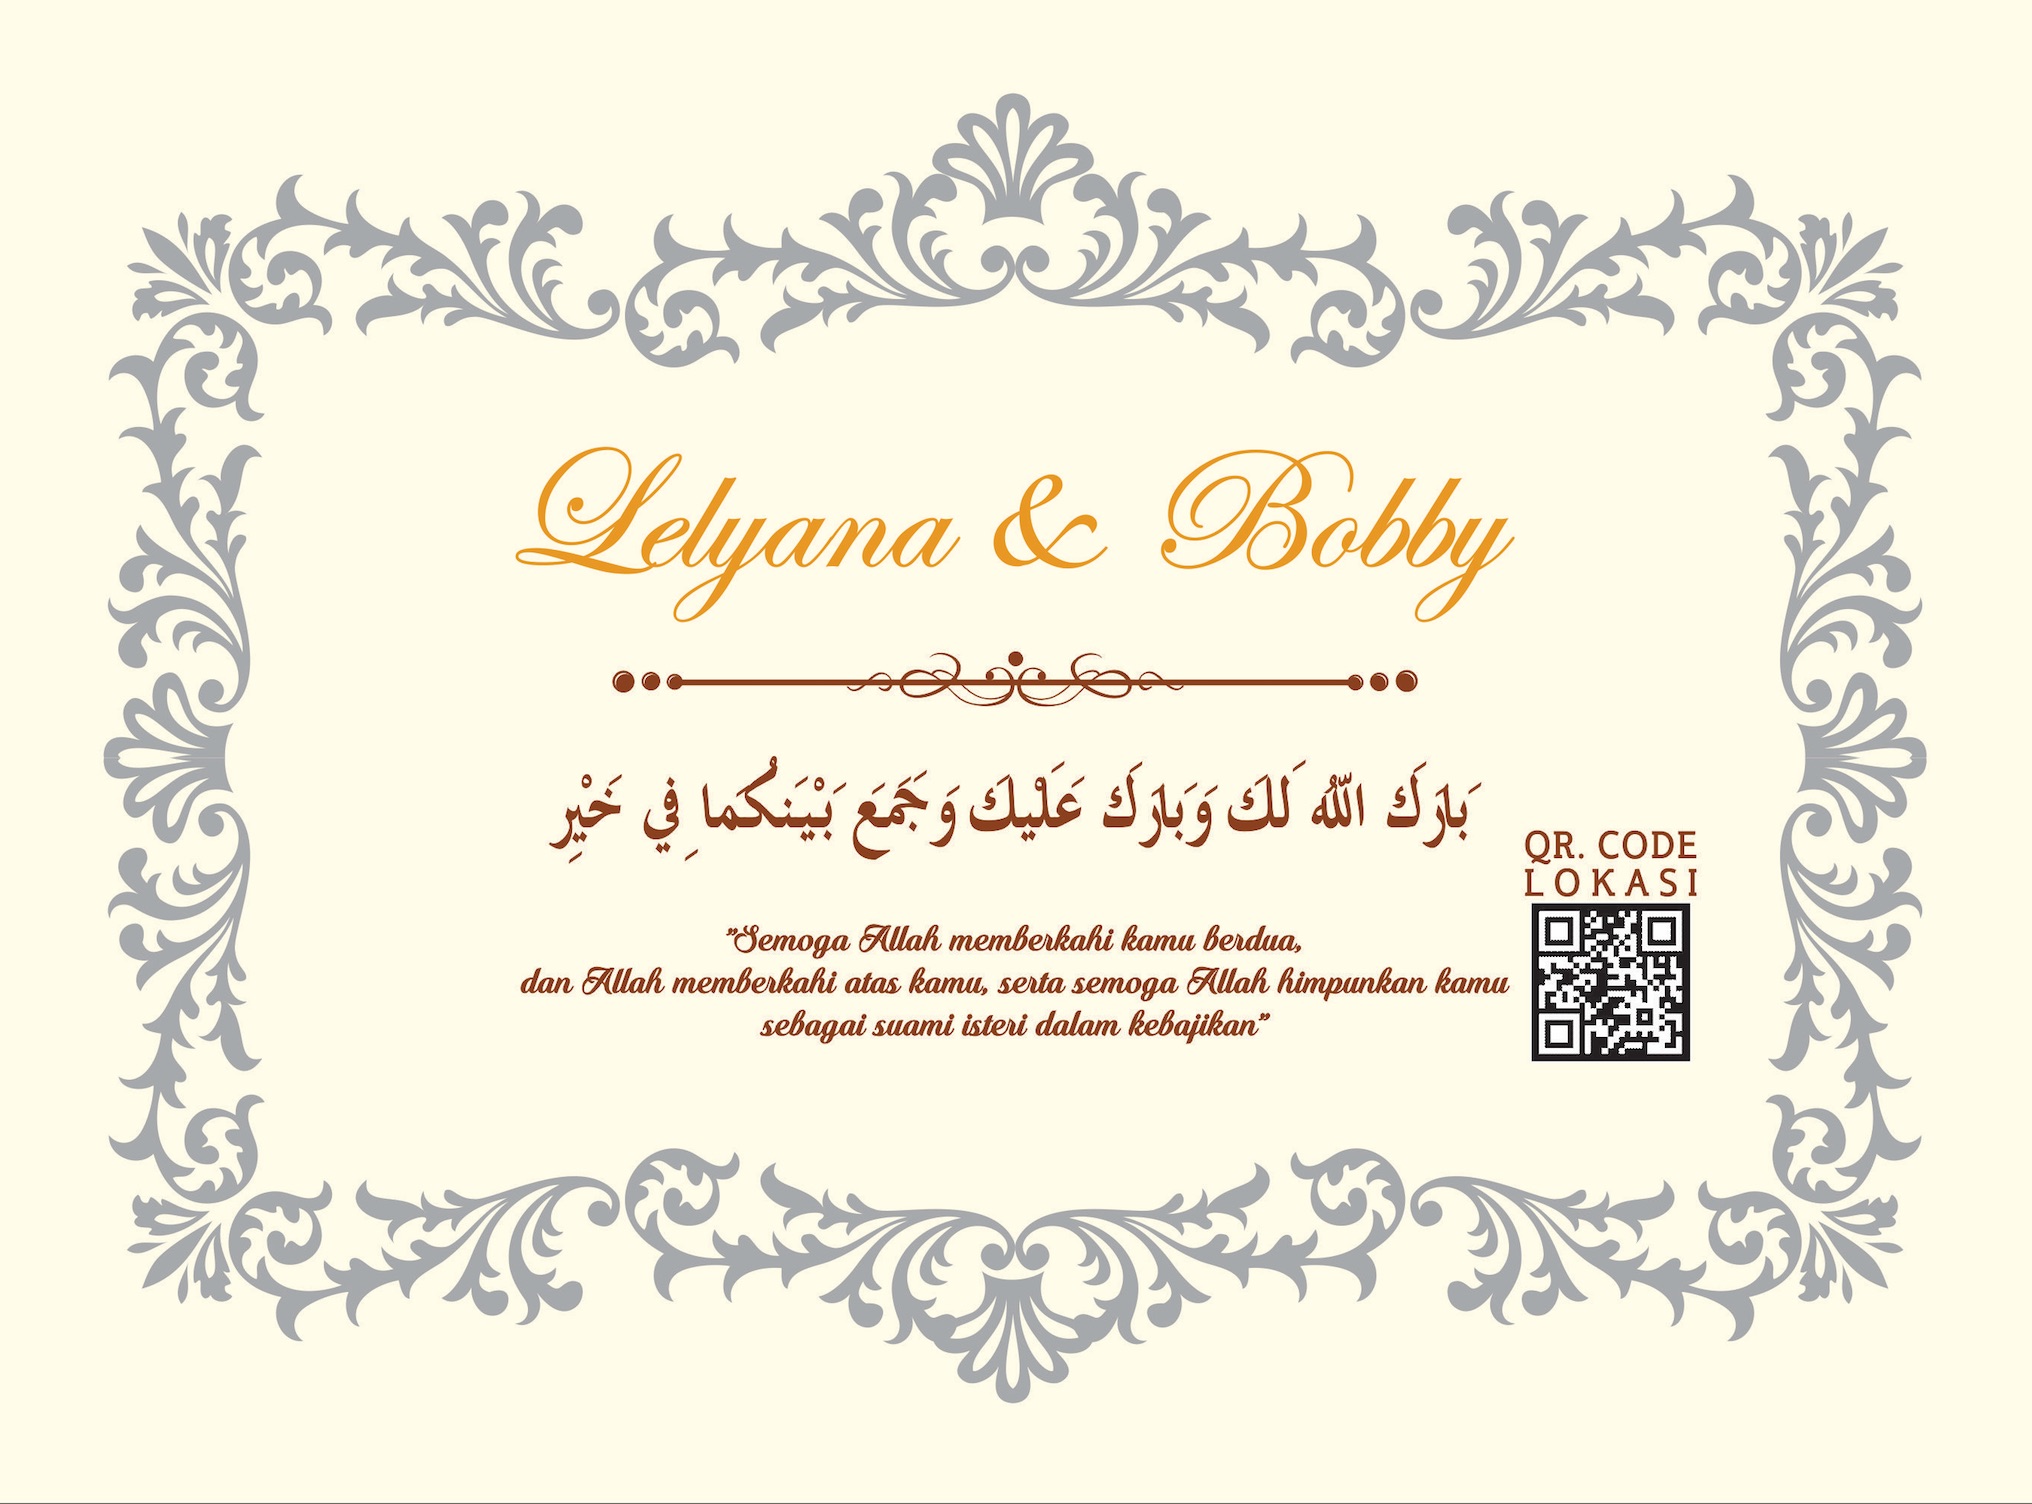 Lelyana & Bobby
بَارَكَ اللّٰهُ لَكَ وَبَارَكَ عَلَيْكَ وَجَمَعَ بَيْنَكُمَا فِي خَيْرٍ
QR. CODE
LOKASI
"Semoga Allah memberkahi kamu berdua,
dan Allah memberkahi atas kamu, serta semoga Allah himpunkan kamu
sebagai suami isteri dalam kebajikan"